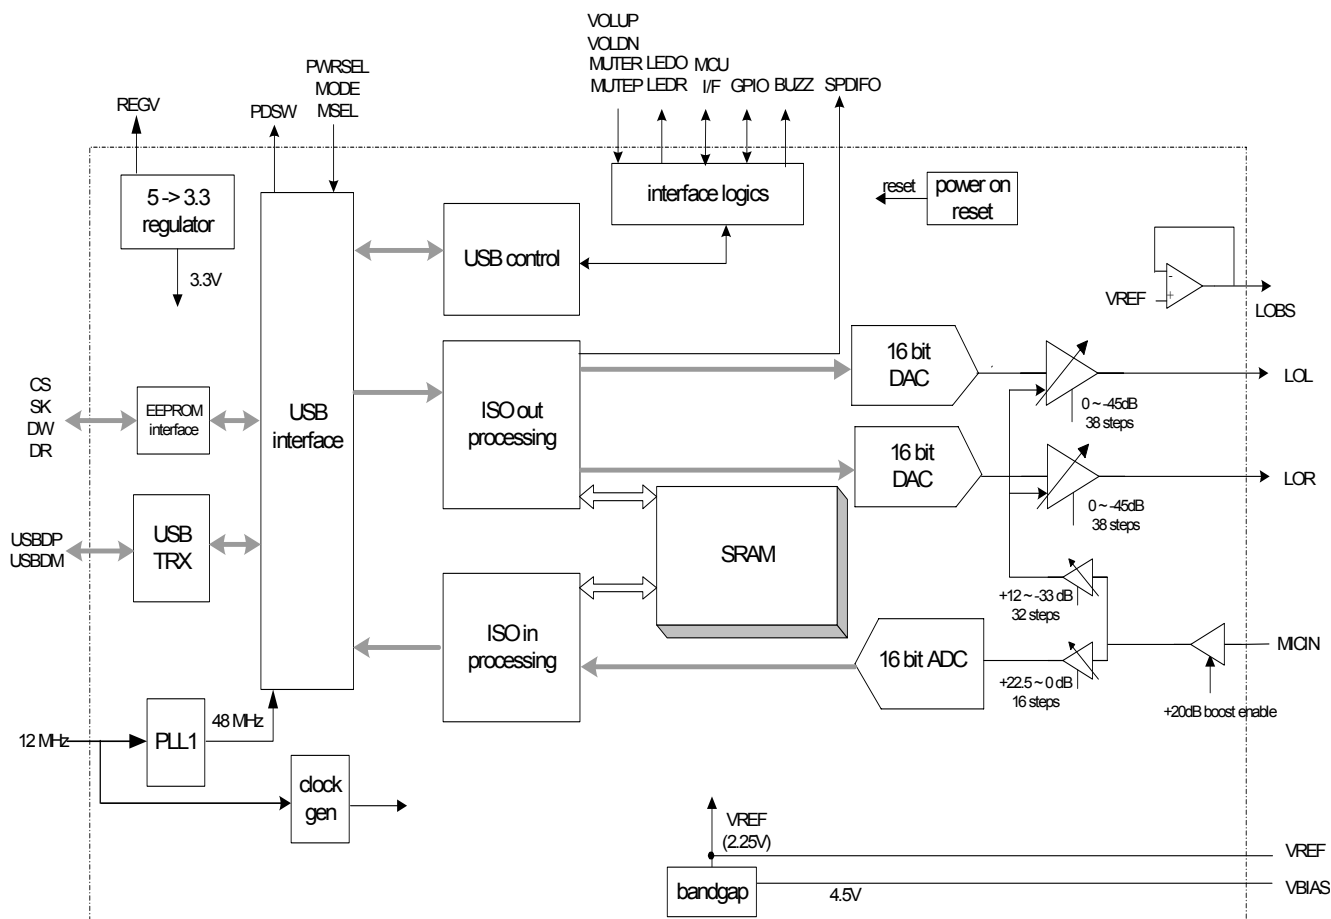 VOLUP
VOLDN
MUTER
MUTEP
LEDO
LEDR
MCU
I/F
GPIO
BUZZ
SPDIFO
PWRSEL
MODE
MSEL
REGV
PDSW
5 -> 3.3
regulator
3.3V
interface logics
reset
power on
reset
USB control
VREF
-
+
LOBS
16 bit
DAC
LOL
0 ~ -45dB
38 steps
CS
SK
DW
DR
EEPROM
interface
USB
interface
ISO out
processing
16 bit
DAC
LOR
0 ~ -45dB
38 steps
USBDP
USBDM
USB
TRX
SRAM
+12 ~ -33 dB
32 steps
ISO in
processing
16 bit ADC
MICIN
+22.5 ~ 0 dB
16 steps
+20dB boost enable
12 MHz
PLL1
48 MHz
clock
gen
VREF
(2.25V)
VREF
bandgap
4.5V
VBIAS